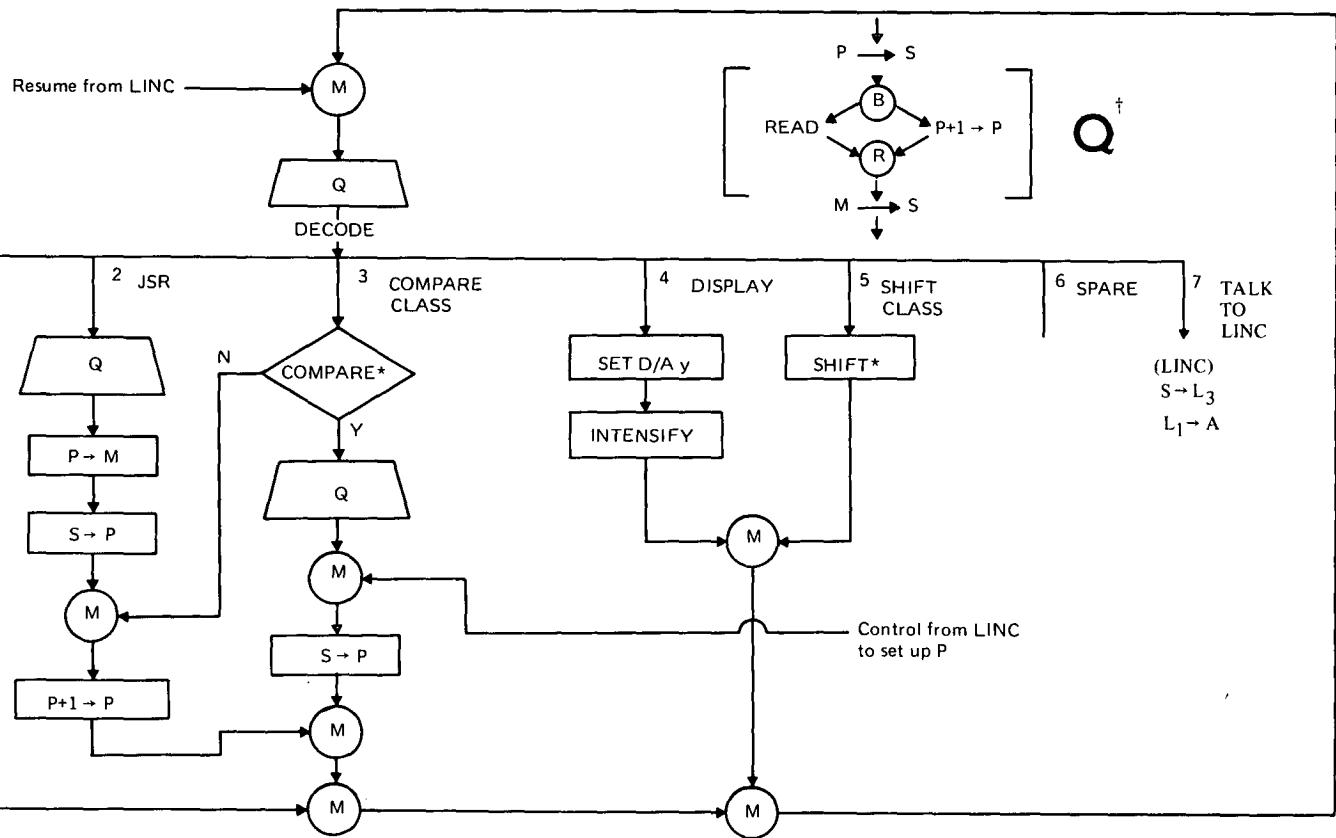 P → S
Resume from LINC
M
B
READ
P+1 → P
Q †
R
Q
M → S
DECODE
2 JSR
3 COMPARE
CLASS
4 DISPLAY
5 SHIFT
CLASS
6 SPARE
7 TALK
TO
LINC
Q
N
COMPARE*
SET D/A y
SHIFT*
(LINC)
S → L3
L1 → A
Y
INTENSIFY
P → M
Q
S → P
M
M
M
Control from LINC
to set up P
S → P
P+1 → P
M
M
M